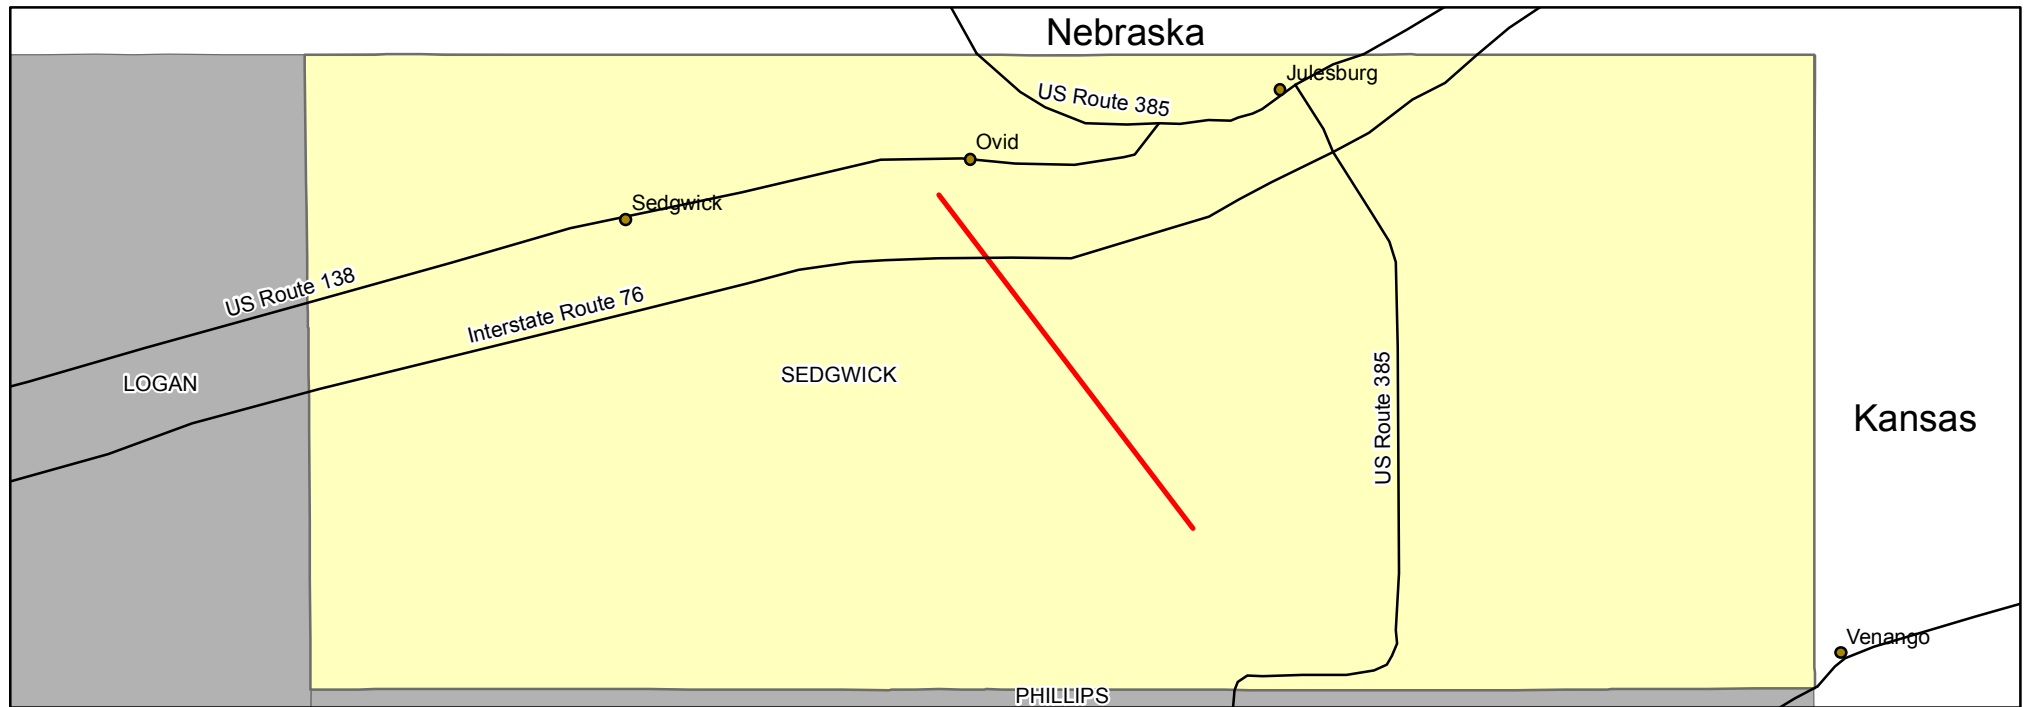 Nebraska
Julesburg
US Route 385
Ovid
Sedgwick
US Route 138
Interstate Route 76
LOGAN
SEDGWICK
US Route 385
Kansas
Venango
PHILLIPS